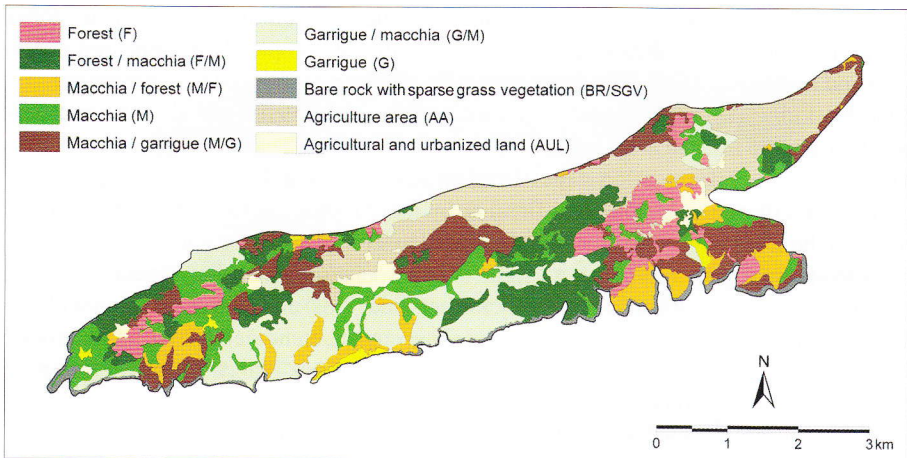 Forest (F)
Forest / macchia (F/M)
Macchia / forest (M/F)
Macchia (M)
Macchia / garrigue (M/G)
Garrigue / macchia (G/M)
Garrigue (G)
Bare rock with sparse grass vegetation (BR/SGV)
Agriculture area (AA)
Agricultural and urbanized land (AUL)
N
0 1 2 3 km